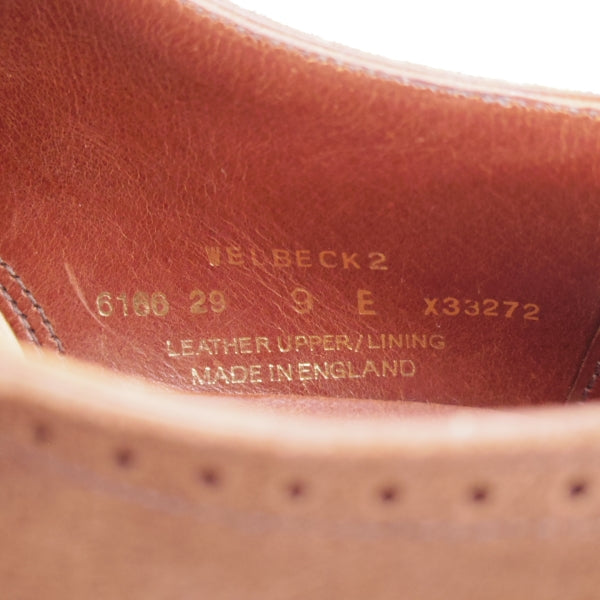 WELBECK2
6166 29 9 E X33272
LEATHER UPPER/LINING
MADE IN ENGLAND